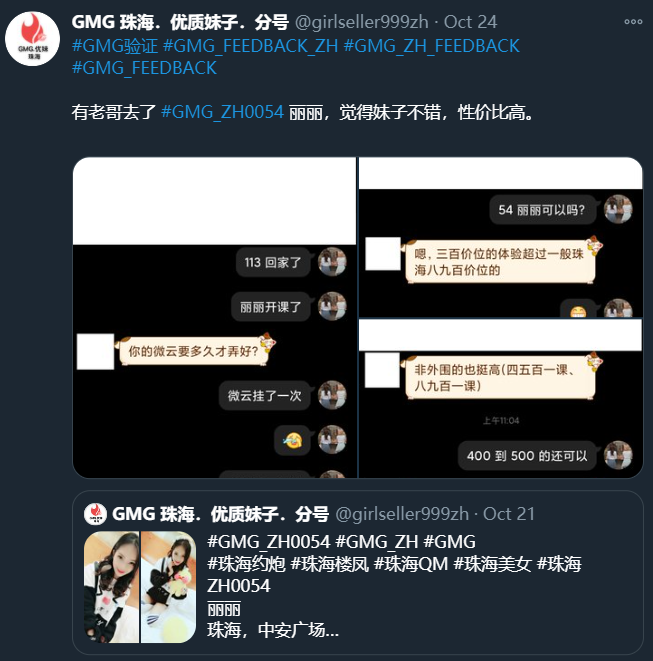 GMG 珠海．优质妹子．分号 @girlseller999zh · Oct 24
GMG.优妹
珠海
#GMG验证 #GMG_FEEDBACK_ZH #GMG_ZH_FEEDBACK
#GMG_FEEDBACK
有老哥去了 #GMG_ZH0054 丽丽，觉得妹子不错，性价比高。
113 回家了
丽丽开课了
你的微云要多久才弄好?
微云挂了一次
54 丽丽可以吗?
嗯, 三百价位的体验超过一般珠
海八九百价位的
非外围的也挺高(四五百一课、
八九百一课)
上午11:04
400 到 500 的还可以
GMG 珠海．优质妹子．分号 @girlseller999zh · Oct 21
#GMG_ZH0054 #GMG_ZH #GMG
#珠海约炮 #珠海楼凤 #珠海QM #珠海美女 #珠海
ZH0054
丽丽
珠海，中安广场...